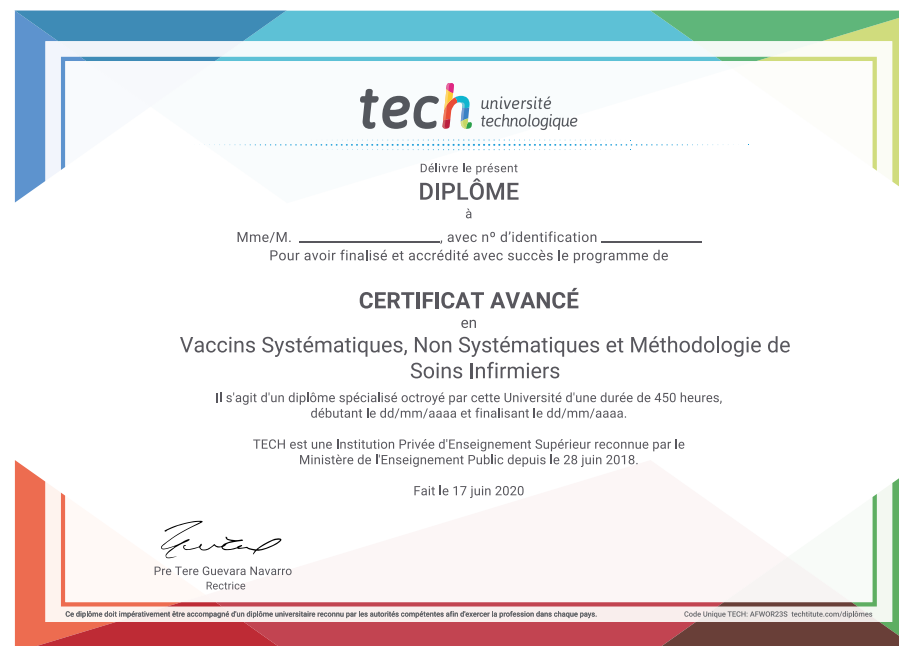 tech université
technologique
Délivre le présent
DIPLÔME
à
Mme/M. ____________________, avec nº d'identification ______________
Pour avoir finalisé et accrédité avec succès le programme de
CERTIFICAT AVANCÉ
en
Vaccins Systématiques, Non Systématiques et Méthodologie de
Soins Infirmiers
Il s'agit d'un diplôme spécialisé octroyé par cette Université d'une durée de 450 heures,
débutant le dd/mm/aaaa et finalisant le dd/mm/aaaa.
TECH est une Institution Privée d'Enseignement Supérieur reconnue par le
Ministère de l'Enseignement Public depuis le 28 juin 2018.
Fait le 17 juin 2020
Pre Tere Guevara Navarro
Rectrice
Ce diplôme doit impérativement être accompagné d'un diplôme universitaire reconnu par les autorités compétentes afin d'exercer la profession dans chaque pays.
Code Unique TECH: AFWOR23S techtitute.com/diplômes